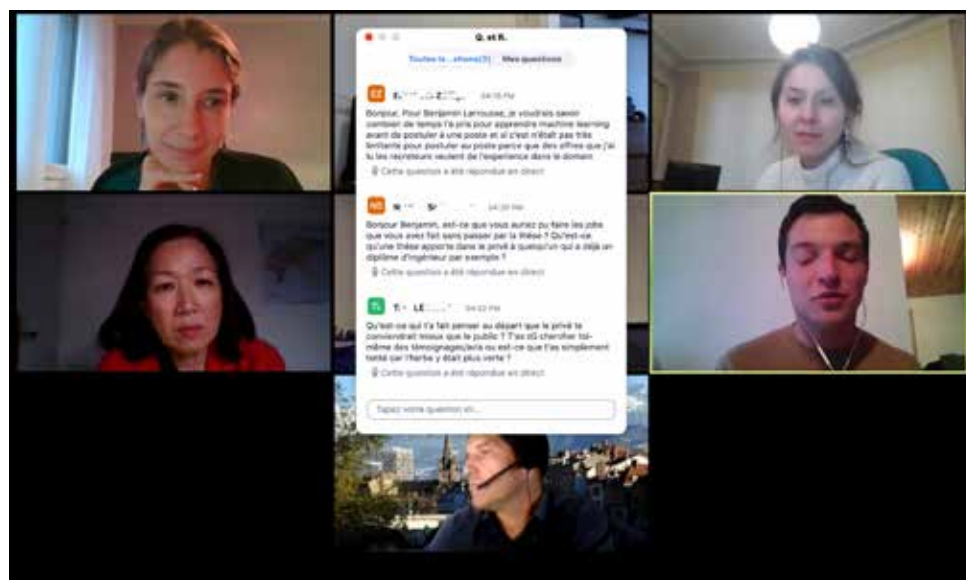 Q. et R.
Mes questions
EZ 04:18 PM
Bonjour, Pour Benjamin Larrousse, je voudrais savoir
combien de temps l'a pris pour apprendre machine learning
avant de postuler à une poste et si c'est n'était pas très
limitante pour postuler au poste parce que des offres que j'ai
lu les recreteurs veulent de l'experience dans le domain
Cette question a été répondue en direct
NS 04:20 PM
Bonjour Benjamin, est-ce que vous auriez pu faire les jobs
que vous avez fait sans passer par la thèse ? Qu'est-ce
qu'une thèse apporte dans le privé à quelqu'un qui a déjà un
diplôme d'ingénieur par exemple ?
Cette question a été répondue en direct
TL 04:22 PM
Qu'est-ce qui t'a fait penser au départ que le privé te
conviendrait mieux que le public ? T'as dû chercher toi-
même des témoignages/avis ou est-ce que t'as simplement
tenté car l'herbe y était plus verte ?
Cette question a été répondue en direct
Tapez votre question ici...